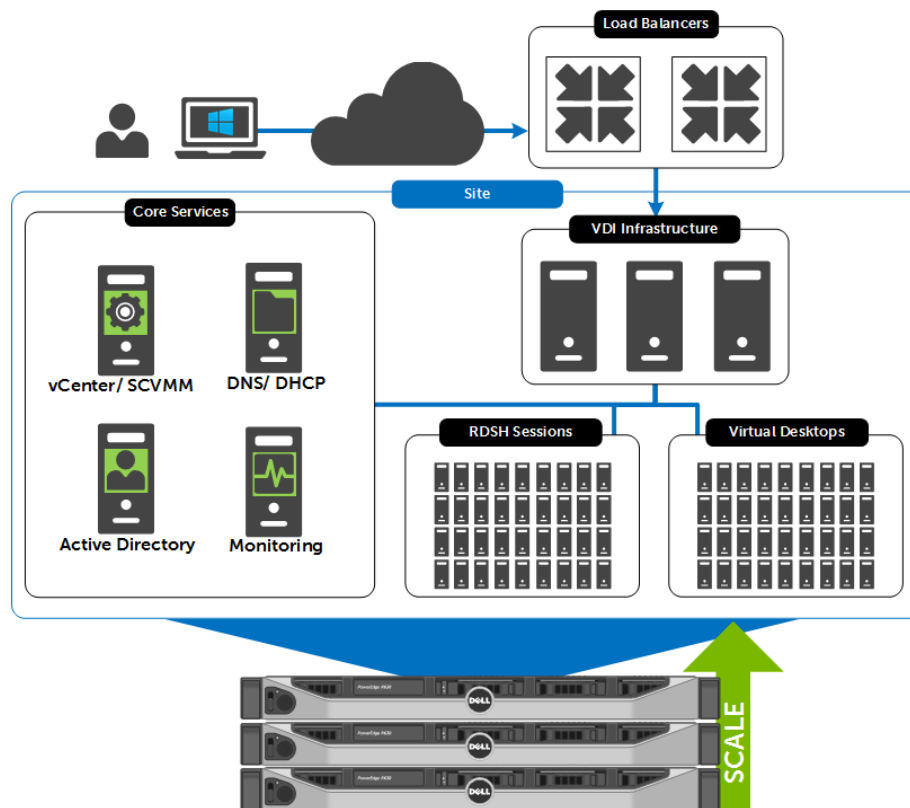 Load Balancers
Site
Core Services
VDI Infrastructure
vCenter/ SCVMM
DNS/ DHCP
RDSH Sessions
Virtual Desktops
Active Directory
Monitoring
SCALE
DELL
DELL
DELL